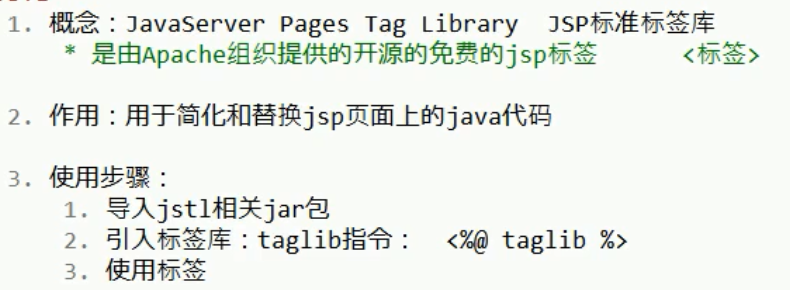 1. 概念：JavaServer Pages Tag Library  JSP标准标签库
* 是由Apache组织提供的开源的免费的jsp标签      <标签>
2. 作用：用于简化和替换jsp页面上的java代码
3. 使用步骤：
1. 导入jstl相关jar包
2. 引入标签库：taglib指令：  <%@ taglib %>
3. 使用标签